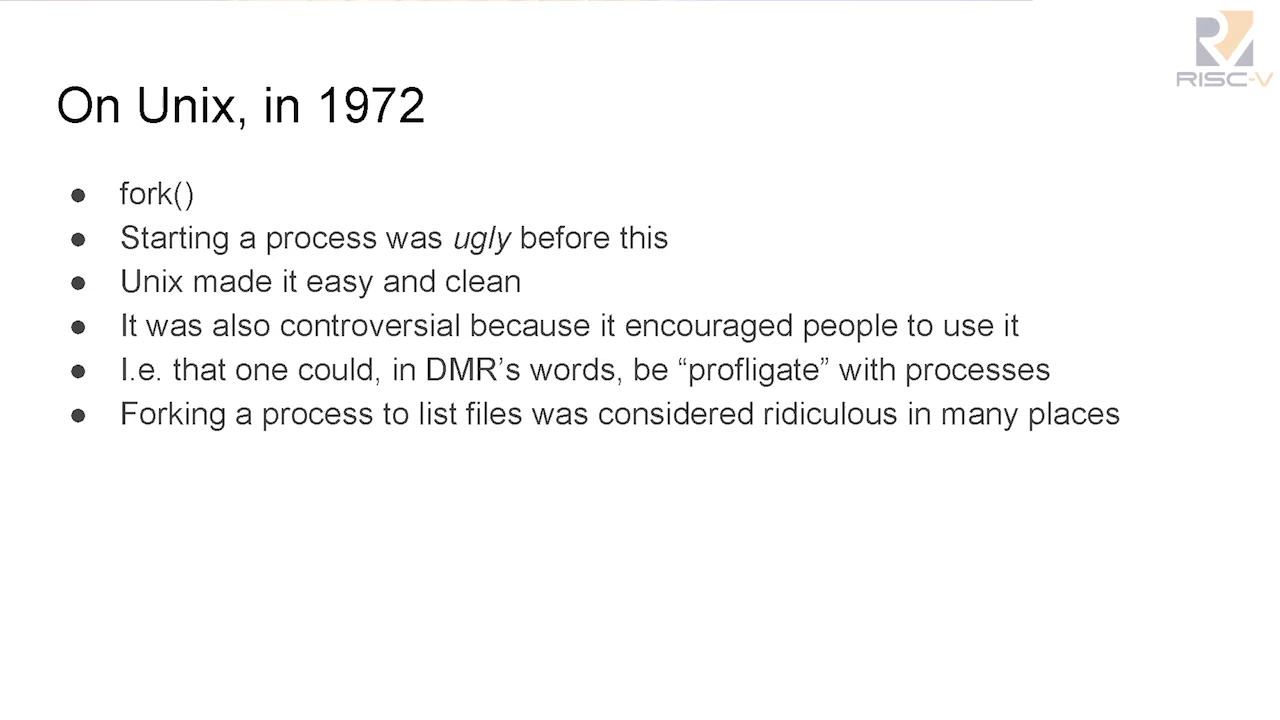 RISC-V
On Unix, in 1972
● fork()
● Starting a process was ugly before this
● Unix made it easy and clean
● It was also controversial because it encouraged people to use it
● I.e. that one could, in DMR’s words, be “profligate” with processes
● Forking a process to list files was considered ridiculous in many places